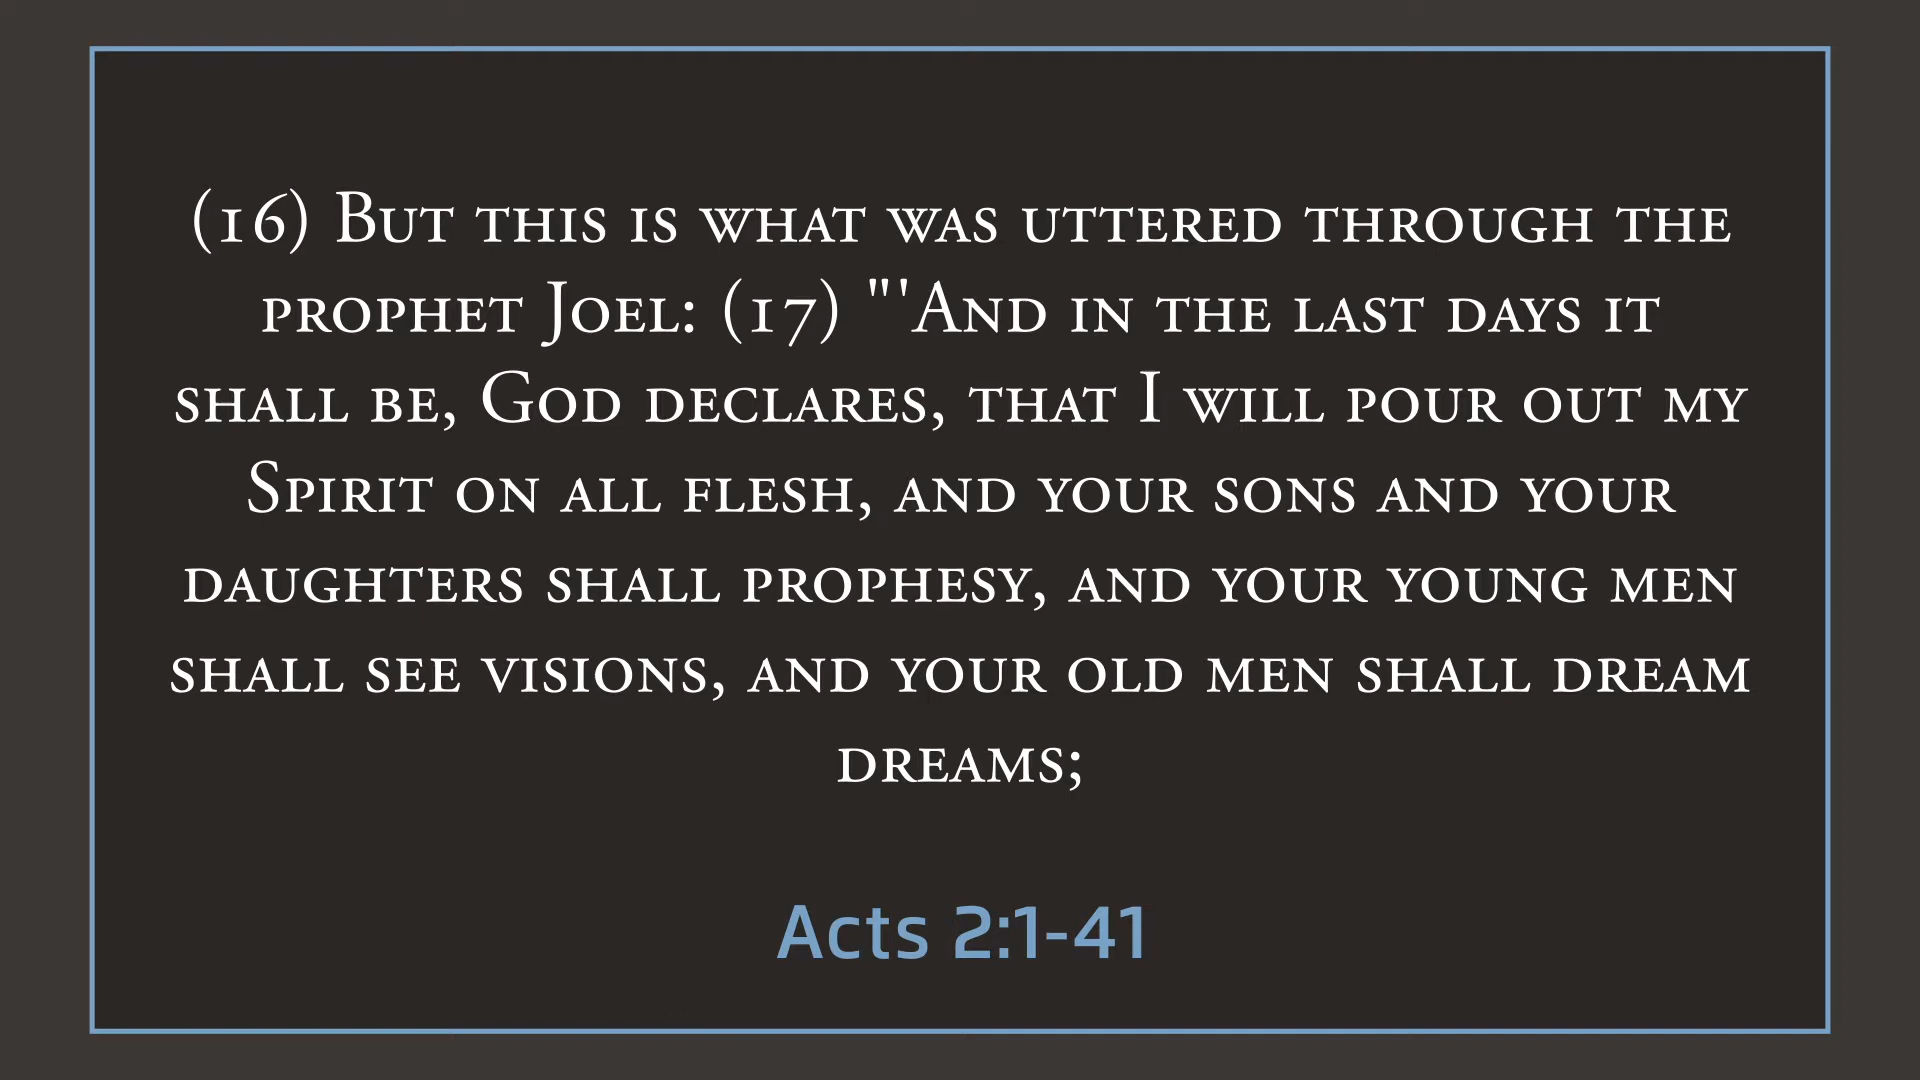 (16) But this is what was uttered through the
prophet Joel: (17) "'And in the last days it
shall be, God declares, that I will pour out my
Spirit on all flesh, and your sons and your
daughters shall prophesy, and your young men
shall see visions, and your old men shall dream
dreams;
Acts 2:1-41